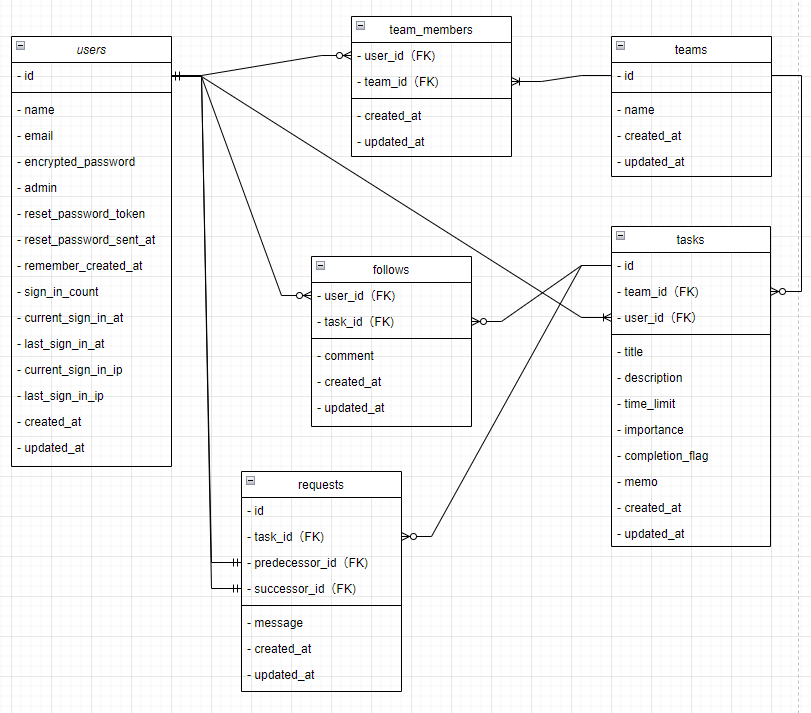 users
- id
- name
- email
- encrypted_password
- admin
- reset_password_token
- reset_password_sent_at
- remember_created_at
- sign_in_count
- current_sign_in_at
- last_sign_in_at
- current_sign_in_ip
- last_sign_in_ip
- created_at
- updated_at
team_members
- user_id（FK)
- team_id（FK)
- created_at
- updated_at
teams
- id
- name
- created_at
- updated_at
follows
- user_id（FK)
- task_id（FK)
- comment
- created_at
- updated_at
tasks
- id
- team_id（FK)
- user_id（FK）
- title
- description
- time_limit
- importance
- completion_flag
- memo
- created_at
- updated_at
requests
- id
- task_id（FK)
- predecessor_id（FK)
- successor_id（FK)
- message
- created_at
- updated_at